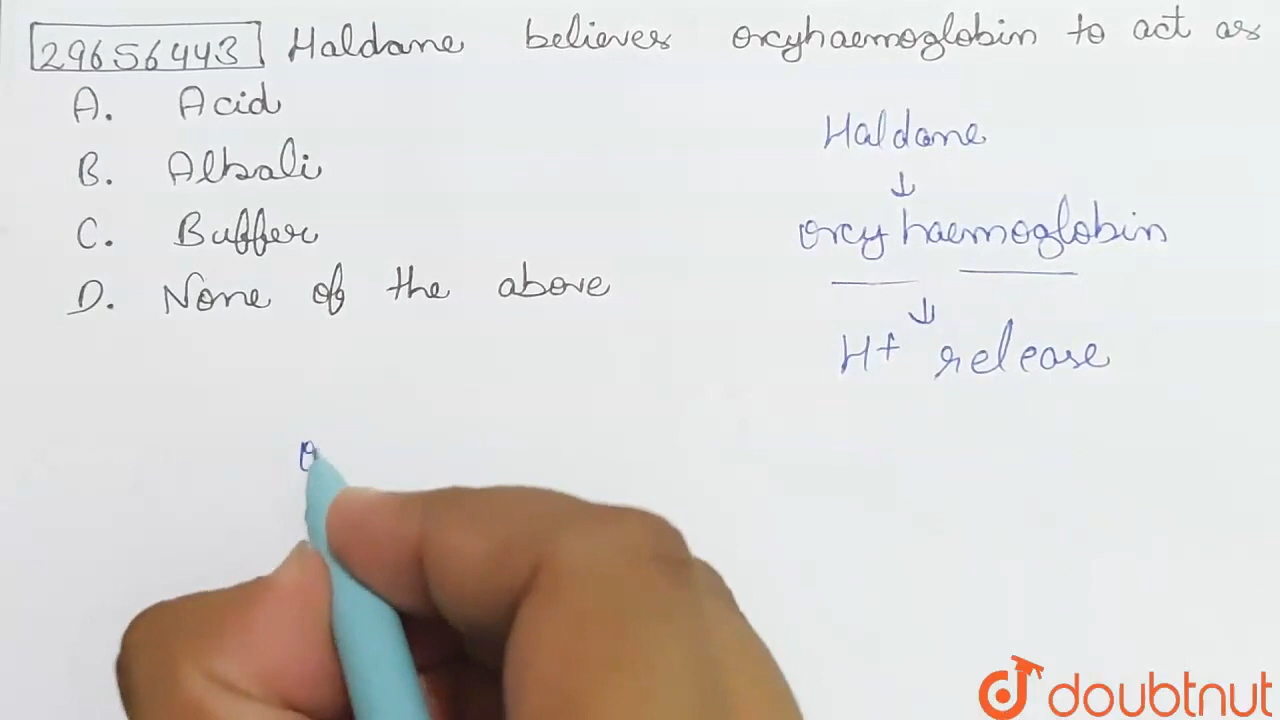 29656443 Haldane believes oxyhaemoglobin to act as
A. Acid
B. Alkali
C. Buffer
D. None of the above
Haldane
↓
oxyhaemoglobin
↓
H+ release
doubtnut